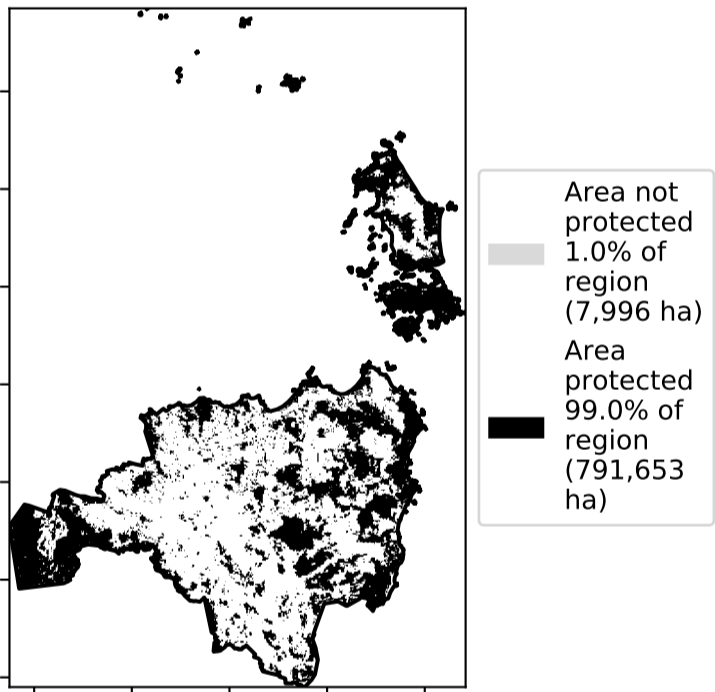 Area not
protected
1.0% of
region
(7,996 ha)
Area
protected
99.0% of
region
(791,653
ha)